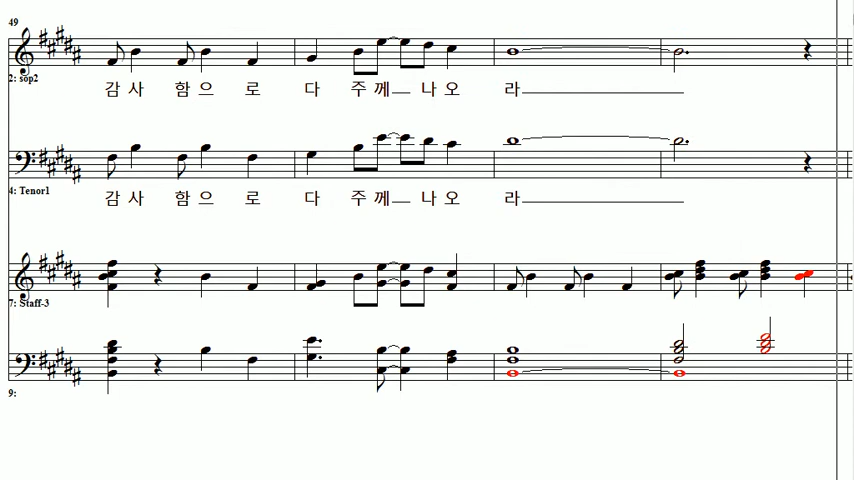 49
2: sop2
감사 함으 로 다 주께 나오 라
4: Tenor1
감사 함으 로 다 주께 나오 라
7: Staff-3
9: